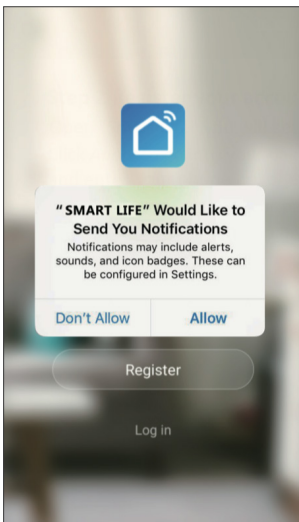 “SMART LIFE” Would Like to
Send You Notifications
Notifications may include alerts,
sounds, and icon badges. These can
be configured in Settings.
Don't Allow
Allow
Register
Log in